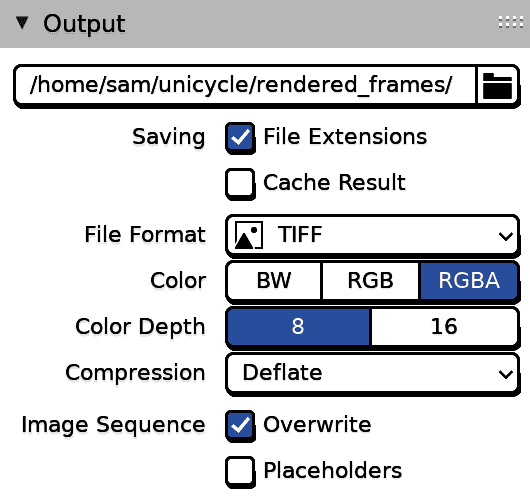 Output
/home/sam/unicycle/rendered_frames/
Saving File Extensions
Cache Result
File Format TIFF
Color BW RGB RGBA
Color Depth 8 16
Compression Deflate
Image Sequence Overwrite
Placeholders